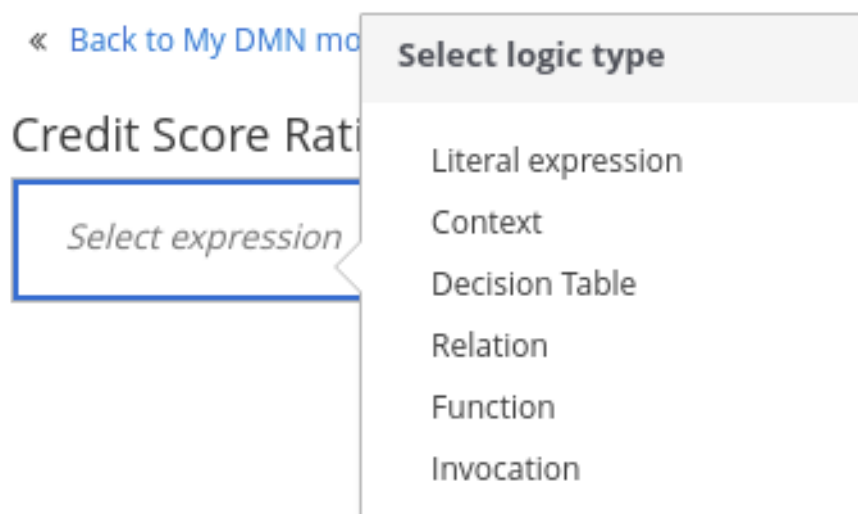 « Back to My DMN mo
Credit Score Rati
Select expression
Select logic type
Literal expression
Context
Decision Table
Relation
Function
Invocation